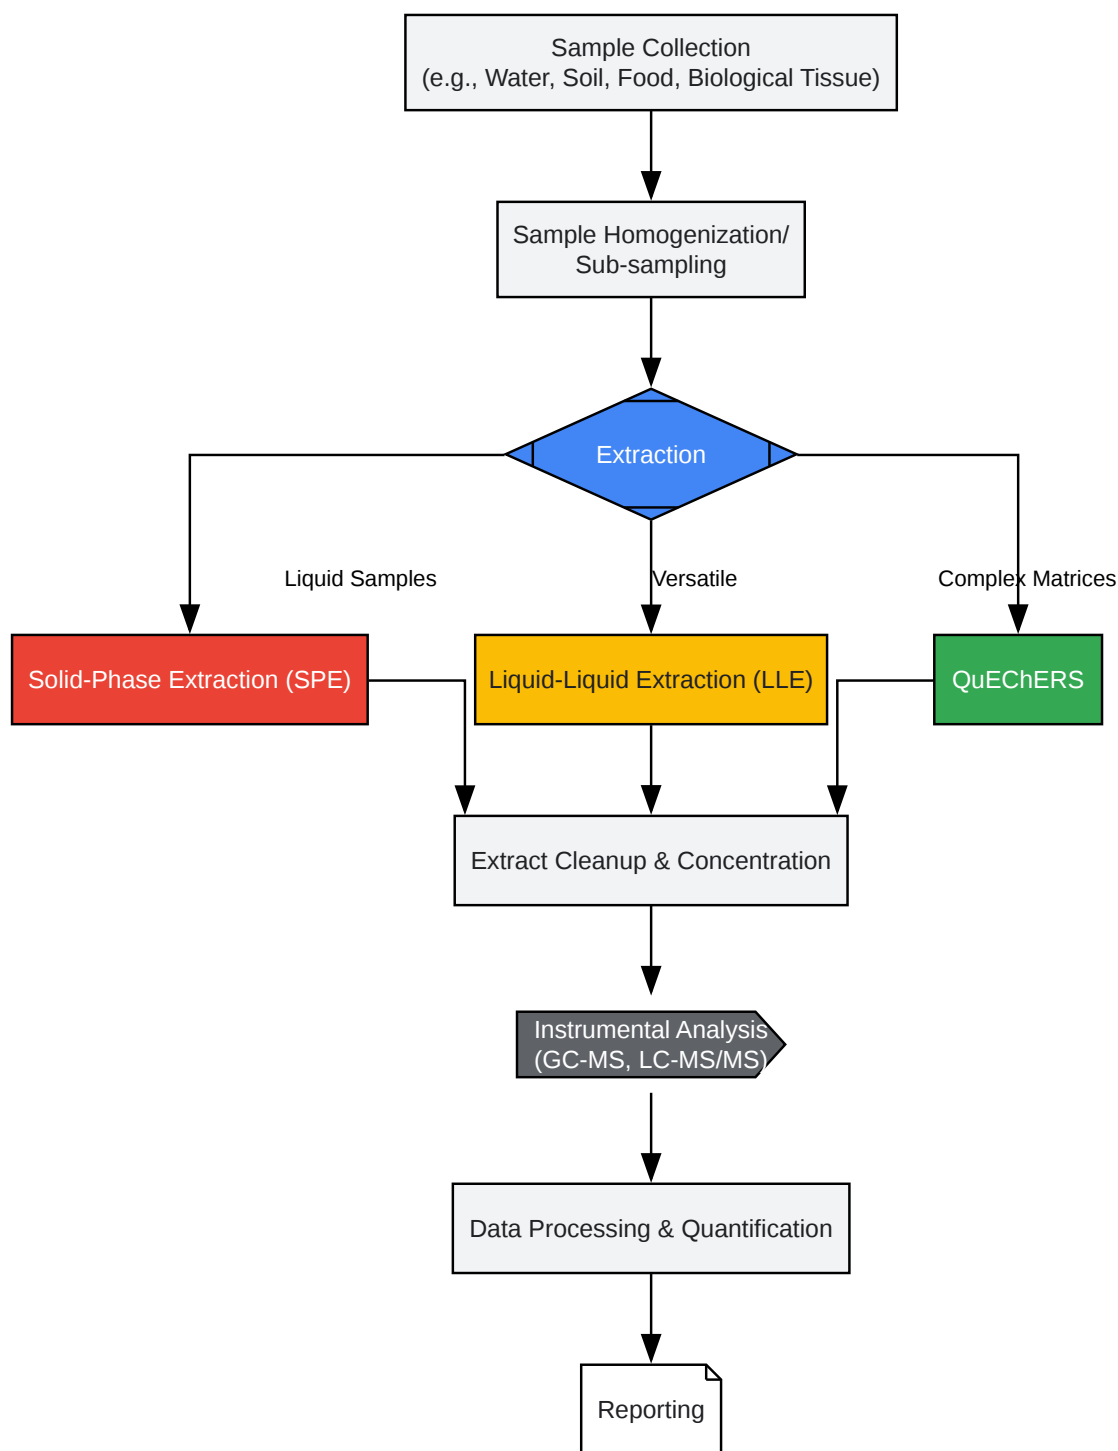 Sample Collection
(e.g., Water, Soil, Food, Biological Tissue)
Sample Homogenization/
Sub-sampling
Extraction
Liquid Samples
Versatile
Complex Matrices
Solid-Phase Extraction (SPE)
Liquid-Liquid Extraction (LLE)
QuEChERS
Extract Cleanup & Concentration
Instrumental Analysis
(GC-MS, LC-MS/MS)
Data Processing & Quantification
Reporting